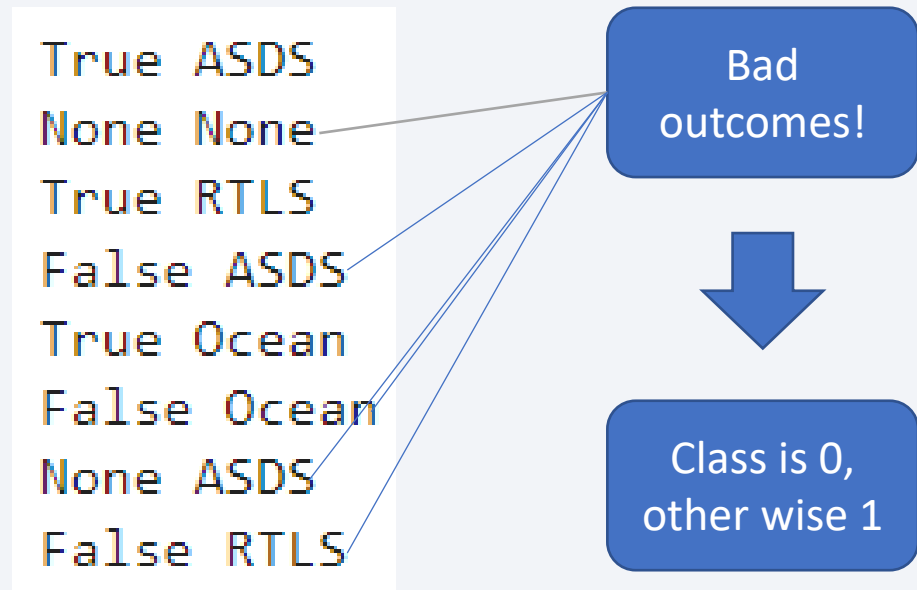 True ASDS
None None
True RTLS
False ASDS
True Ocean
False Ocean
None ASDS
False RTLS
Bad
outcomes!
Class is 0,
other wise 1